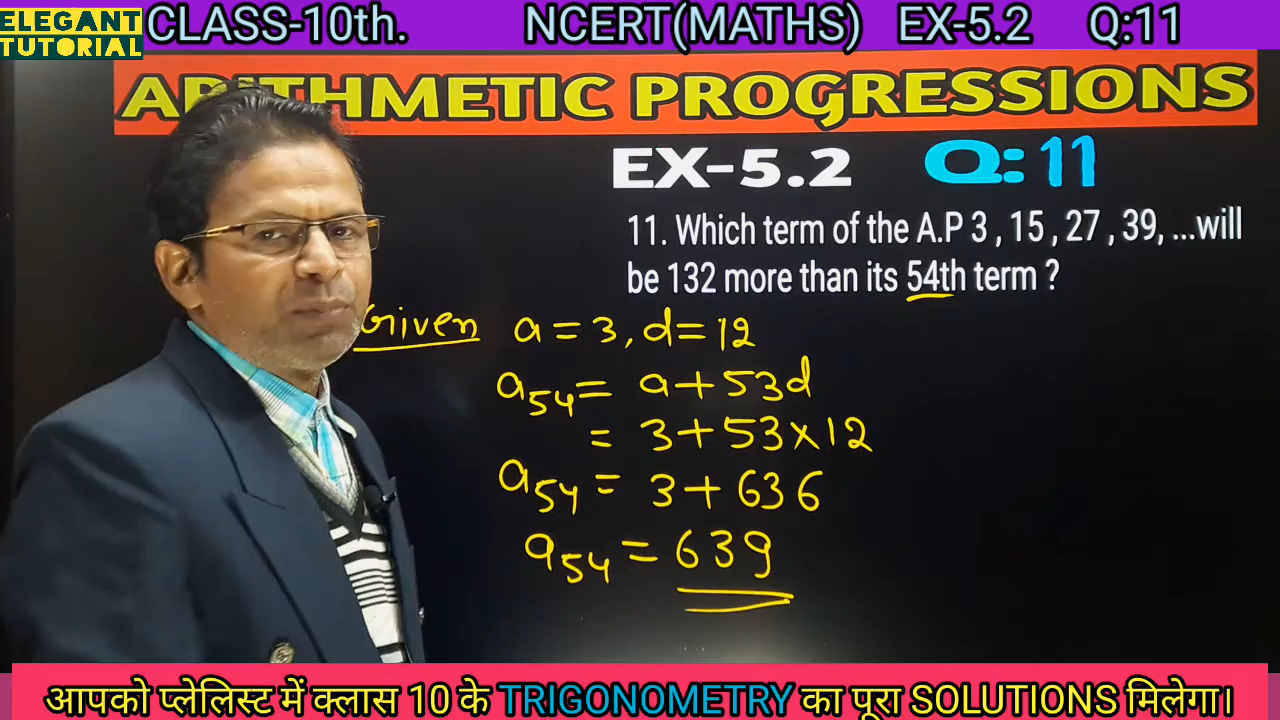 ELEGANT
TUTORIAL
CLASS-10th. NCERT(MATHS) EX-5.2 Q:11
ARITHMETIC PROGRESSIONS
EX-5.2 Q:11
11. Which term of the A.P 3 , 15 , 27 , 39, ...will
be 132 more than its 54th term ?
Given a = 3, d = 12
a54 = a + 53d
= 3 + 53 × 12
a54 = 3 + 636
a54 = 639
आपको प्लेलिस्ट में क्लास 10 के TRIGONOMETRY का पूरा SOLUTIONS मिलेगा।